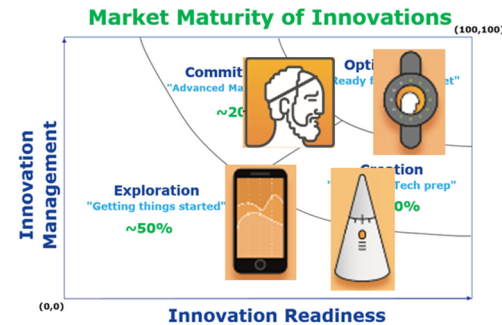 Market Maturity of Innovations
(100,100)
Innovation
Management
Commit
"Advanced Ma
~20
Opti
Ready f
et"
Exploration
"Getting things started"
~50%
Creation
Tech prep"
0%
(0,0)
Innovation Readiness